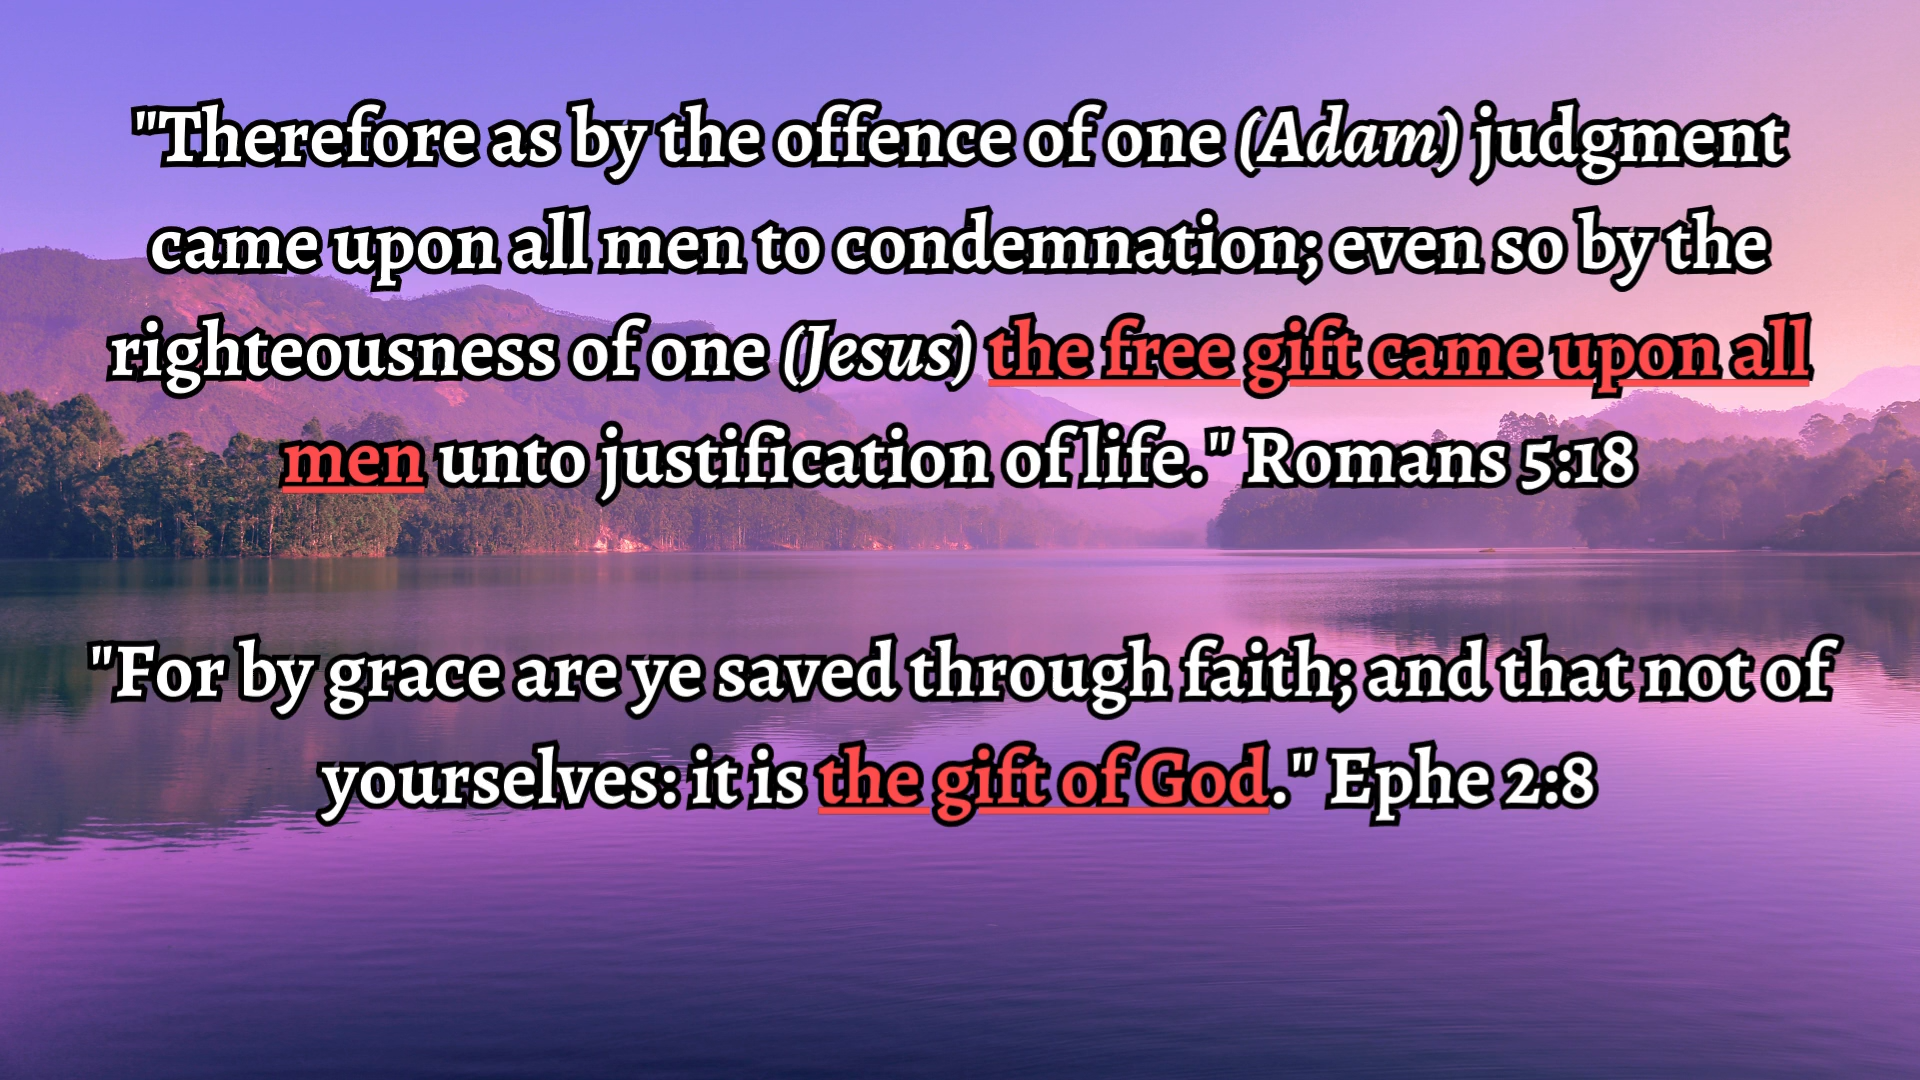 "Therefore as by the offence of one (Adam) judgment
came upon all men to condemnation; even so by the
righteousness of one (Jesus) the free gift came upon all
men unto justification of life." Romans 5:18
"For by grace are ye saved through faith; and that not of
yourselves: it is the gift of God." Ephe 2:8